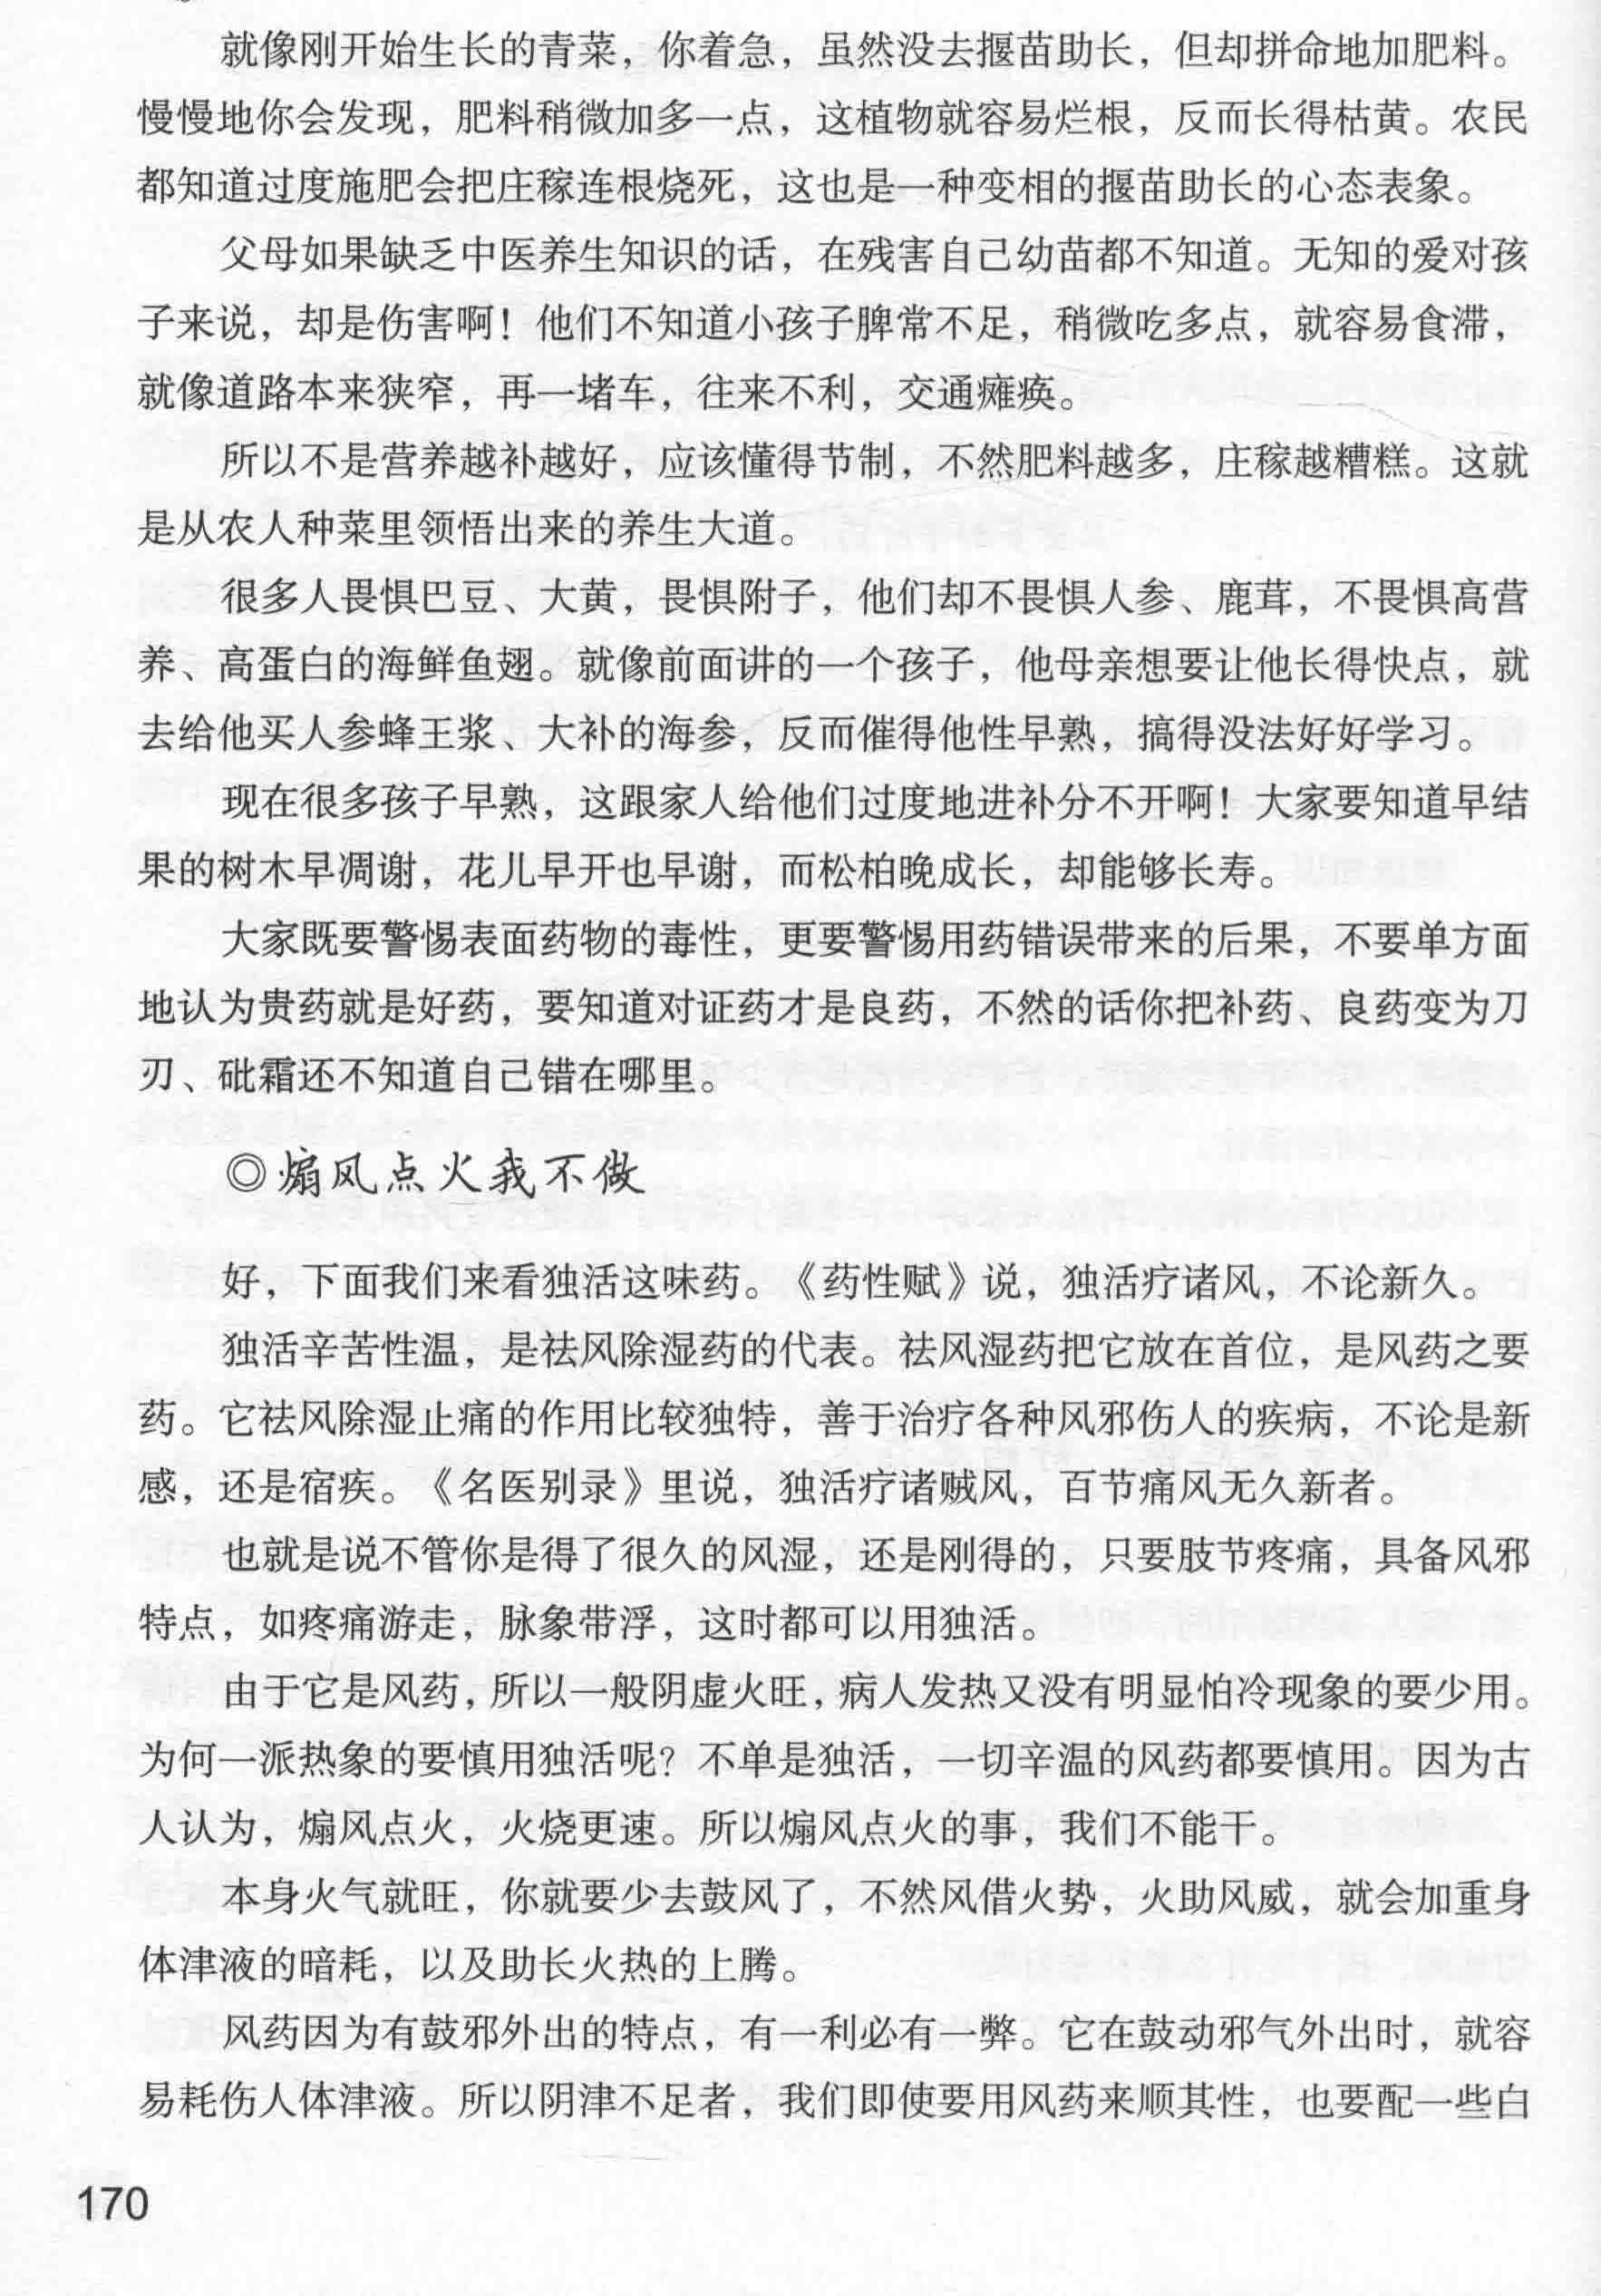 就像刚开始生长的青菜，你着急，虽然没去揠苗助长，但却拼命地加肥料。
慢慢地你会发现，肥料稍微加多一点，这植物就容易烂根，反而长得枯黄。农民
都知道过度施肥会把庄稼连根烧死，这也是一种变相的揠苗助长的心态表象。
父母如果缺乏中医养生知识的话，在残害自己幼苗都不知道。无知的爱对孩
子来说，却是伤害啊！他们不知道小孩子脾常不足，稍微吃多点，就容易食滞，
就像道路本来狭窄，再一堵车，往来不利，交通瘫痪。
所以不是营养越补越好，应该懂得节制，不然肥料越多，庄稼越糟糕。这就
是从农人种菜里领悟出来的养生大道。
很多人畏惧巴豆、大黄，畏惧附子，他们却不畏惧人参、鹿茸，不畏惧高营
养、高蛋白的海鲜鱼翅。就像前面讲的一个孩子，他母亲想要让他长得快点，就
去给他买人参蜂王浆、大补的海参，反而催得他性早熟，搞得没法好好学习。
现在很多孩子早熟，这跟家人给他们过度地进补分不开啊！大家要知道早结
果的树木早凋谢，花儿早开也早谢，而松柏晚成长，却能够长寿。
大家既要警惕表面药物的毒性，更要警惕用药错误带来的后果，不要单方面
地认为贵药就是好药，要知道对证药才是良药，不然的话你把补药、良药变为刀
刃、砒霜还不知道自己错在哪里。
◎煽风点火我不做
好，下面我们来看独活这味药。《药性赋》说，独活疗诸风，不论新久。
独活辛苦性温，是祛风除湿药的代表。祛风湿药把它放在首位，是风药之要
药。它祛风除湿止痛的作用比较独特，善于治疗各种风邪伤人的疾病，不论是新
感，还是宿疾。《名医别录》里说，独活疗诸贼风，百节痛风无久新者。
也就是说不管你是得了很久的风湿，还是刚得的，只要肢节疼痛，具备风邪
特点，如疼痛游走，脉象带浮，这时都可以用独活。
由于它是风药，所以一般阴虚火旺，病人发热又没有明显怕冷现象的要少用。
为何一派热象的要慎用独活呢？不单是独活，一切辛温的风药都要慎用。因为古
人认为，煽风点火，火烧更速。所以煽风点火的事，我们不能干。
本身火气就旺，你就要少去鼓风了，不然风借火势，火助风威，就会加重身
体津液的暗耗，以及助长火热的上腾。
风药因为有鼓邪外出的特点，有一利必有一弊。它在鼓动邪气外出时，就容
易耗伤人体津液。所以阴津不足者，我们即使要用风药来顺其性，也要配一些白
170